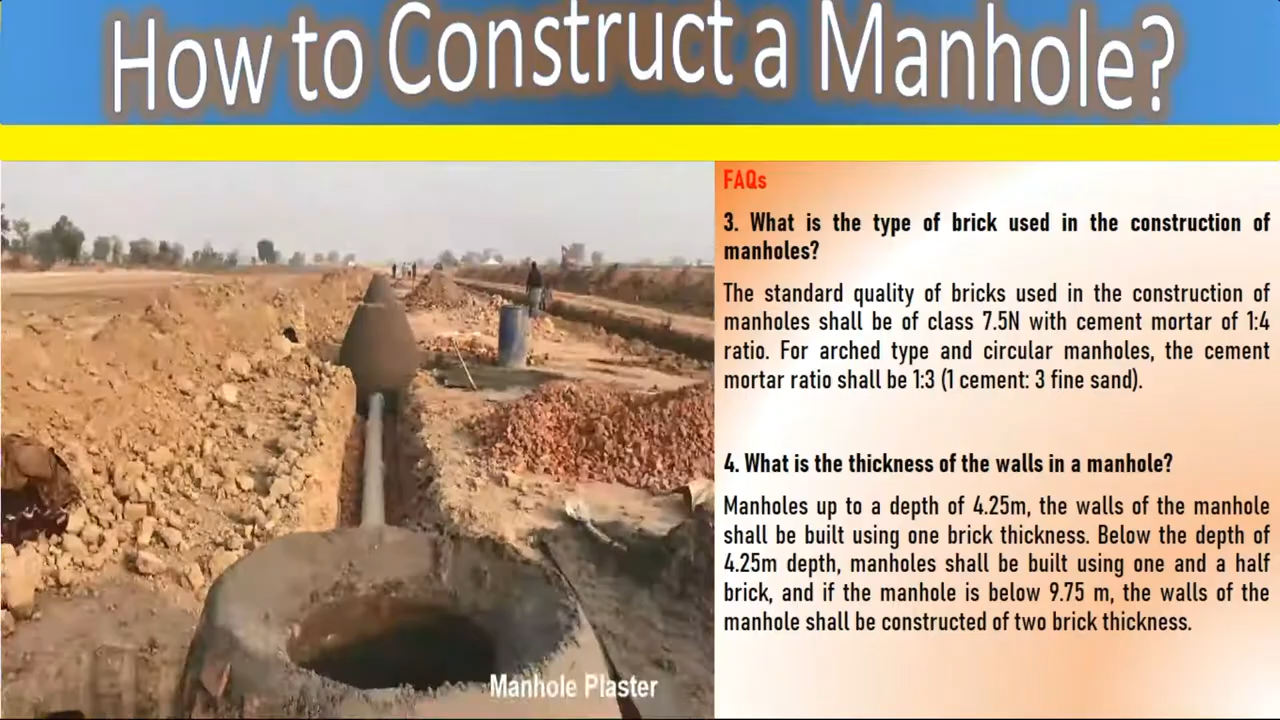 How to Construct a Manhole?
FAQs
3. What is the type of brick used in the construction of
manholes?
The standard quality of bricks used in the construction of
manholes shall be of class 7.5N with cement mortar of 1:4
ratio. For arched type and circular manholes, the cement
mortar ratio shall be 1:3 (1 cement: 3 fine sand).
4. What is the thickness of the walls in a manhole?
Manholes up to a depth of 4.25m, the walls of the manhole
shall be built using one brick thickness. Below the depth of
4.25m depth, manholes shall be built using one and a half
brick, and if the manhole is below 9.75 m, the walls of the
manhole shall be constructed of two brick thickness.
Manhole Plaster